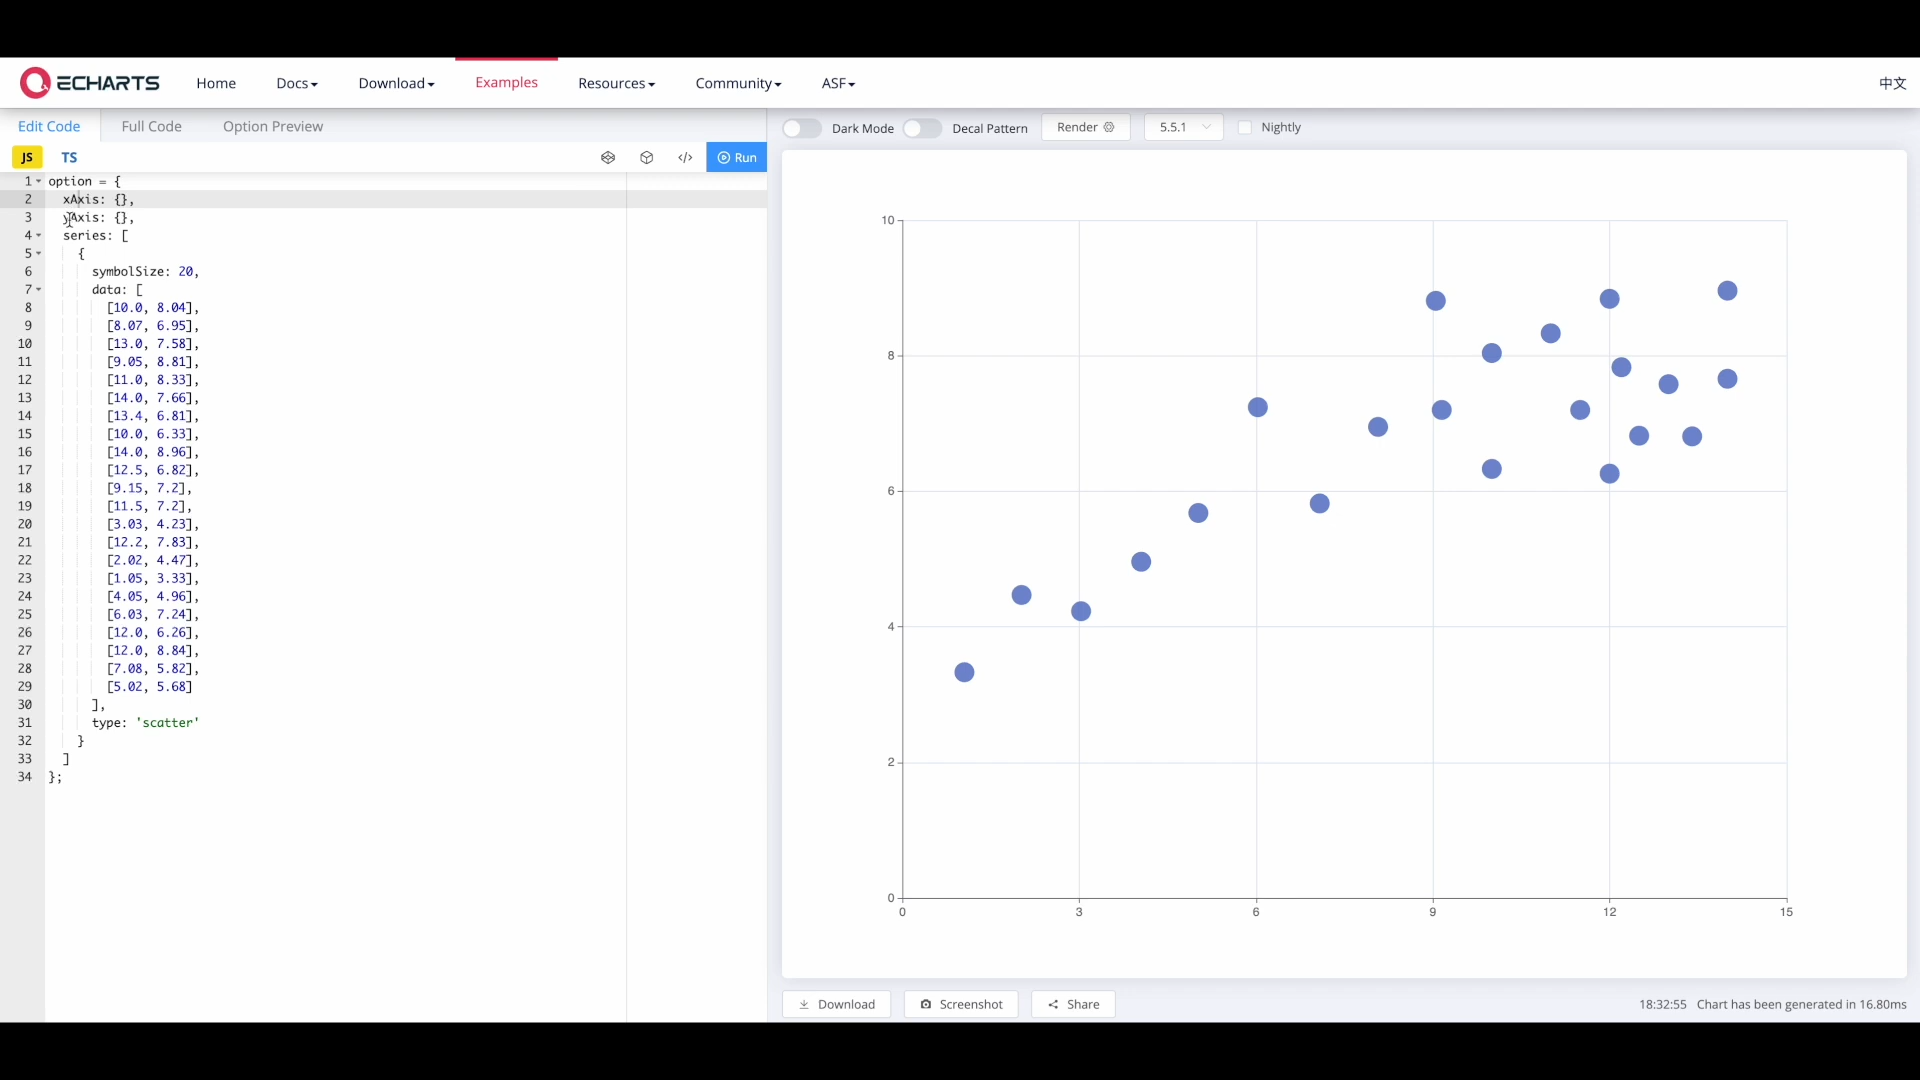 ECHARTS Home Docs Download Examples Resources Community ASF 中文
Edit Code Full Code Option Preview
JS TS Run
1 option = {
2 xAxis: {},
3 yAxis: {},
4 series: [
5 {
6 symbolSize: 20,
7 data: [
8 [10.0, 8.04],
9 [8.07, 6.95],
10 [13.0, 7.58],
11 [9.05, 8.81],
12 [11.0, 8.33],
13 [14.0, 7.66],
14 [13.4, 6.81],
15 [10.0, 6.33],
16 [14.0, 8.96],
17 [12.5, 6.82],
18 [9.15, 7.2],
19 [11.5, 7.2],
20 [3.03, 4.23],
21 [12.2, 7.83],
22 [2.02, 4.47],
23 [1.05, 3.33],
24 [4.05, 4.96],
25 [6.03, 7.24],
26 [12.0, 6.26],
27 [12.0, 8.84],
28 [7.08, 5.82],
29 [5.02, 5.68]
30 ],
31 type: 'scatter'
32 }
33 ]
34 };
Dark Mode Decal Pattern Render 5.5.1 Nightly
10
8
6
4
2
0
0 3 6 9 12 15
Download Screenshot Share 18:32:55 Chart has been generated in 16.80ms